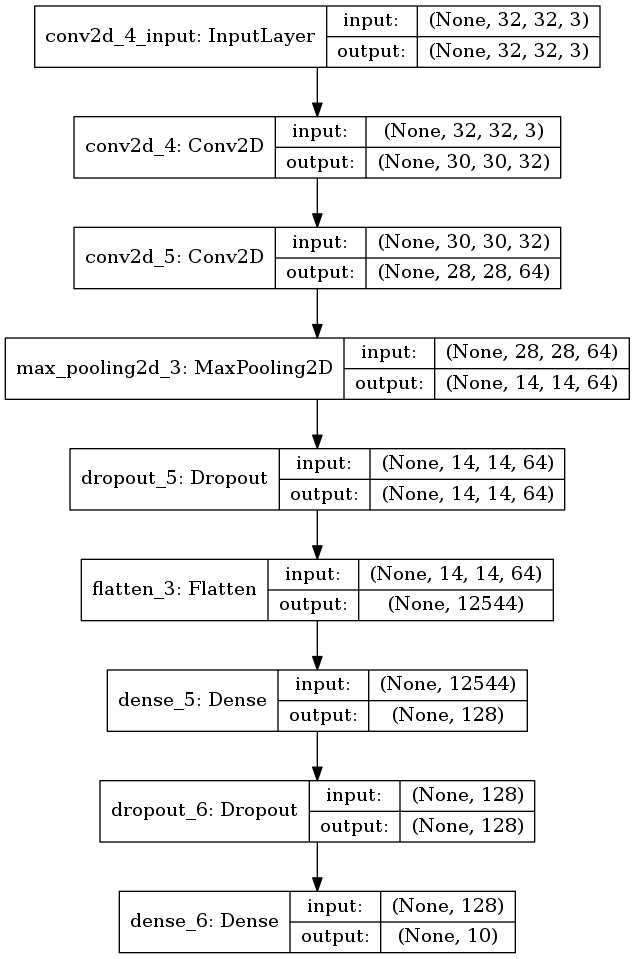 conv2d_4_input: InputLayer
input: (None, 32, 32, 3)
output: (None, 32, 32, 3)
conv2d_4: Conv2D
input: (None, 32, 32, 3)
output: (None, 30, 30, 32)
conv2d_5: Conv2D
input: (None, 30, 30, 32)
output: (None, 28, 28, 64)
max_pooling2d_3: MaxPooling2D
input: (None, 28, 28, 64)
output: (None, 14, 14, 64)
dropout_5: Dropout
input: (None, 14, 14, 64)
output: (None, 14, 14, 64)
flatten_3: Flatten
input: (None, 14, 14, 64)
output: (None, 12544)
dense_5: Dense
input: (None, 12544)
output: (None, 128)
dropout_6: Dropout
input: (None, 128)
output: (None, 128)
dense_6: Dense
input: (None, 128)
output: (None, 10)